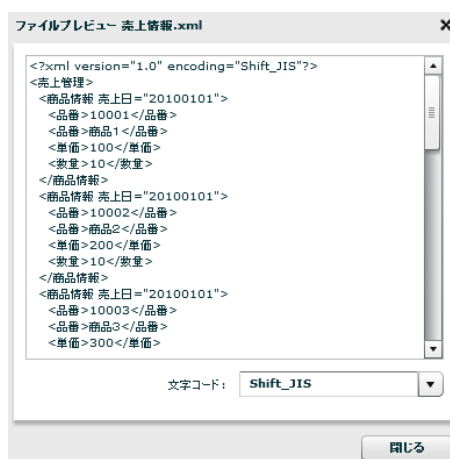 ファイルプレビュー 売上情報.xml
<?xml version="1.0" encoding="Shift_JIS"?>
<売上管理>
<商品情報 売上日="20100101">
<品番>10001</品番>
<品番>商品1</品番>
<単価>100</単価>
<数量>10</数量>
</商品情報>
<商品情報 売上日="20100101">
<品番>10002</品番>
<品番>商品2</品番>
<単価>200</単価>
<数量>10</数量>
</商品情報>
<商品情報 売上日="20100101">
<品番>10003</品番>
<品番>商品3</品番>
<単価>300</単価>
文字コード: Shift_JIS
閉じる